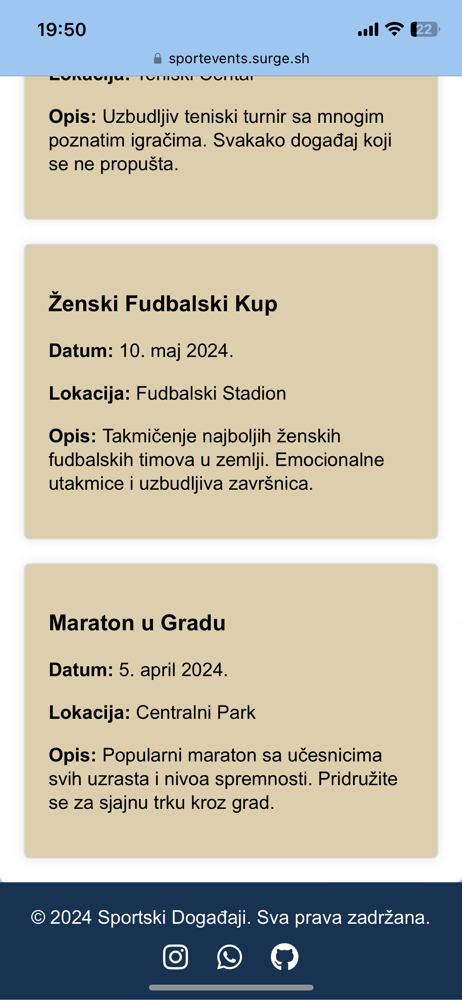 19:50
22
sportevents.surge.sh
Lokacija: Teniski Centar
Opis: Uzbudljiv teniski turnir sa mnogim
poznatim igračima. Svakako događaj koji
se ne propušta.
Ženski Fudbalski Kup
Datum: 10. maj 2024.
Lokacija: Fudbalski Stadion
Opis: Takmičenje najboljih ženskih
fudbalskih timova u zemlji. Emocionalne
utakmice i uzbudljiva završnica.
Maraton u Gradu
Datum: 5. april 2024.
Lokacija: Centralni Park
Opis: Popularni maraton sa učesnicima
svih uzrasta i nivoa spremnosti. Pridružite
se za sjajnu trku kroz grad.
© 2024 Sportski Događaji. Sva prava zadržana.